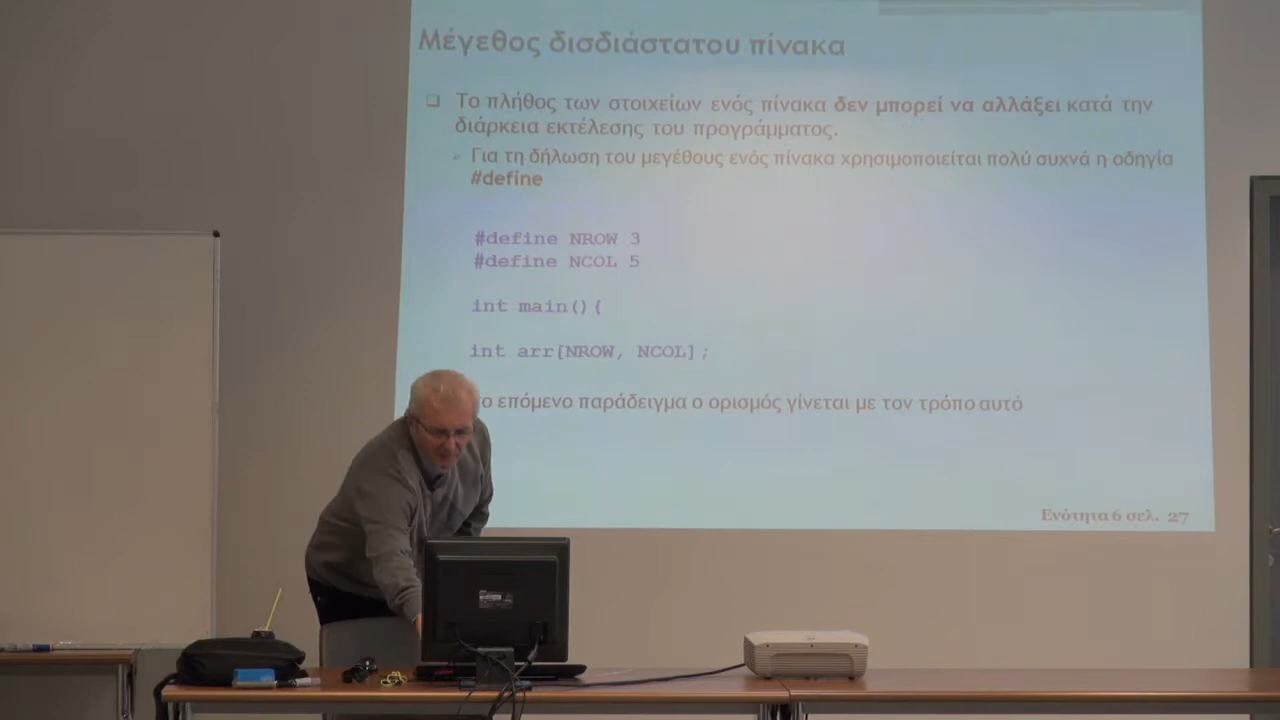 Μέγεθος δισδιάστατου πίνακα
Το πλήθος των στοιχείων ενός πίνακα δεν μπορεί να αλλάξει κατά την
διάρκεια εκτέλεσης του προγράμματος.
Για τη δήλωση του μεγέθους ενός πίνακα χρησιμοποιείται πολύ συχνά η οδηγία
#define
#define NROW 3
#define NCOL 5
int main(){
int arr[NROW, NCOL];
το επόμενο παράδειγμα ο ορισμός γίνεται με τον τρόπο αυτό
Ενότητα 6 σελ. 27